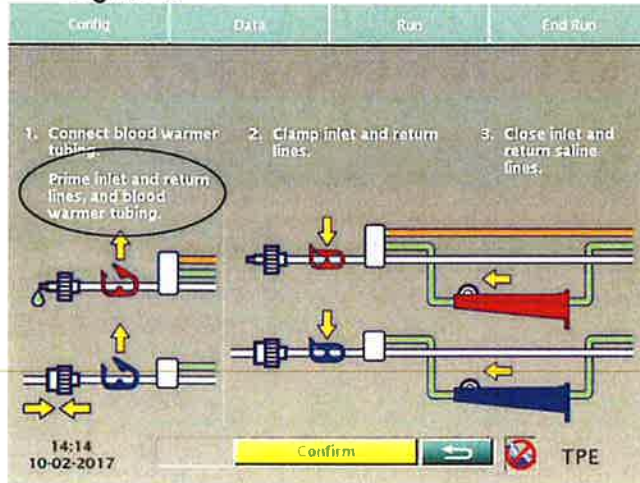 Config Data Run End Run
1. Connect blood warmer
tubing.
Prime inlet and return
lines, and blood
warmer tubing.
2. Clamp inlet and return
lines.
3. Close inlet and
return saline
lines.
14:14
10-02-2017
Confirm
TPE